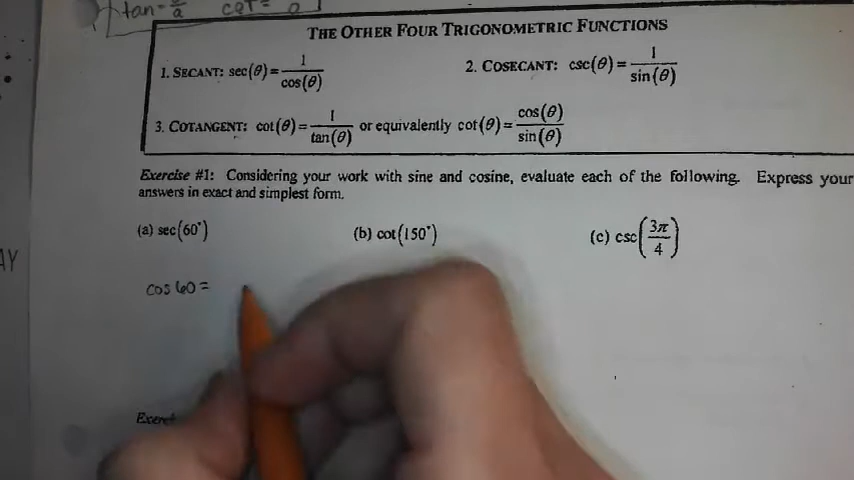 tan = o/a cot =
THE OTHER FOUR TRIGONOMETRIC FUNCTIONS
1. SECANT: sec(θ) = 1/cos(θ) 2. COSECANT: csc(θ) = 1/sin(θ)
3. COTANGENT: cot(θ) = 1/tan(θ) or equivalently cot(θ) = cos(θ)/sin(θ)
Exercise #1: Considering your work with sine and cosine, evaluate each of the following. Express your
answers in exact and simplest form.
(a) sec(60°) (b) cot(150°) (c) csc(3π/4)
cos 60 =